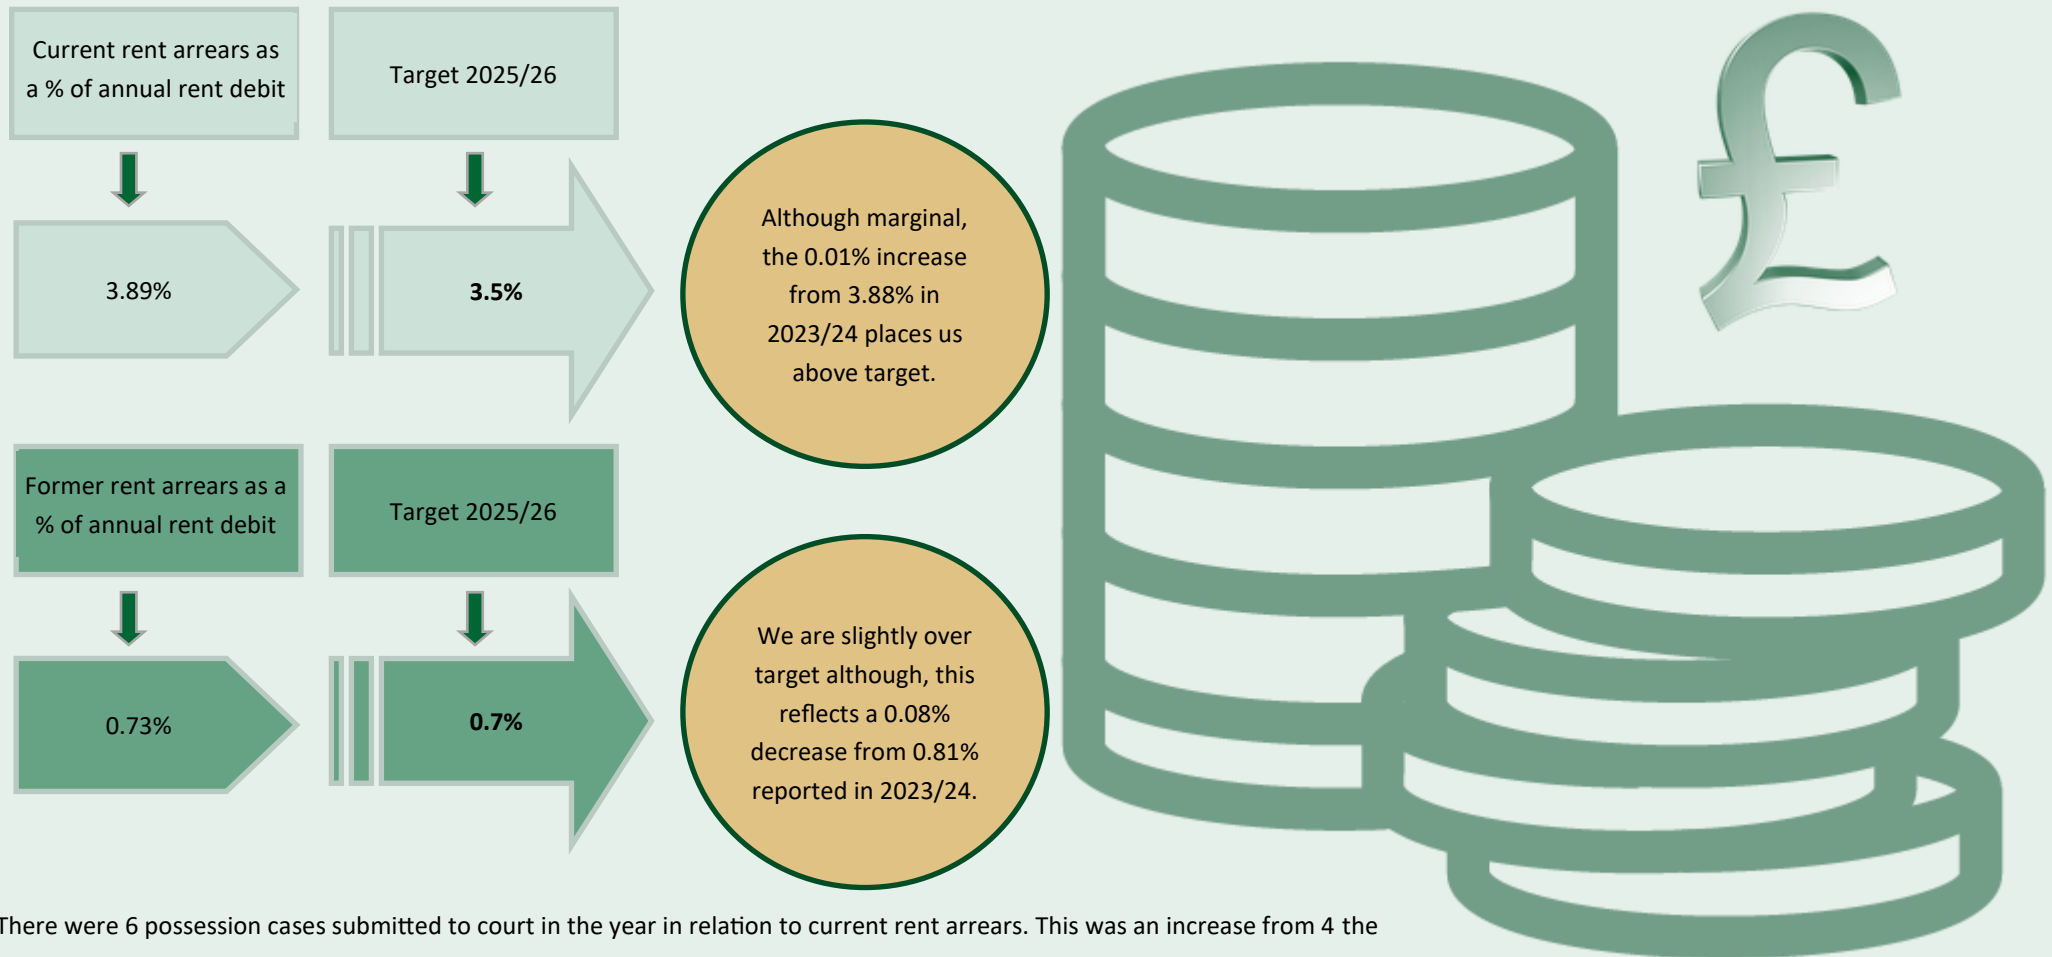 Current rent arrears as
a % of annual rent debit
Target 2025/26
3.89%
3.5%
Although marginal,
the 0.01% increase
from 3.88% in
2023/24 places us
above target.
Former rent arrears as a
% of annual rent debit
Target 2025/26
0.73%
0.7%
We are slightly over
target although, this
reflects a 0.08%
decrease from 0.81%
reported in 2023/24.
£
There were 6 possession cases submitted to court in the year in relation to current rent arrears. This was an increase from 4 the